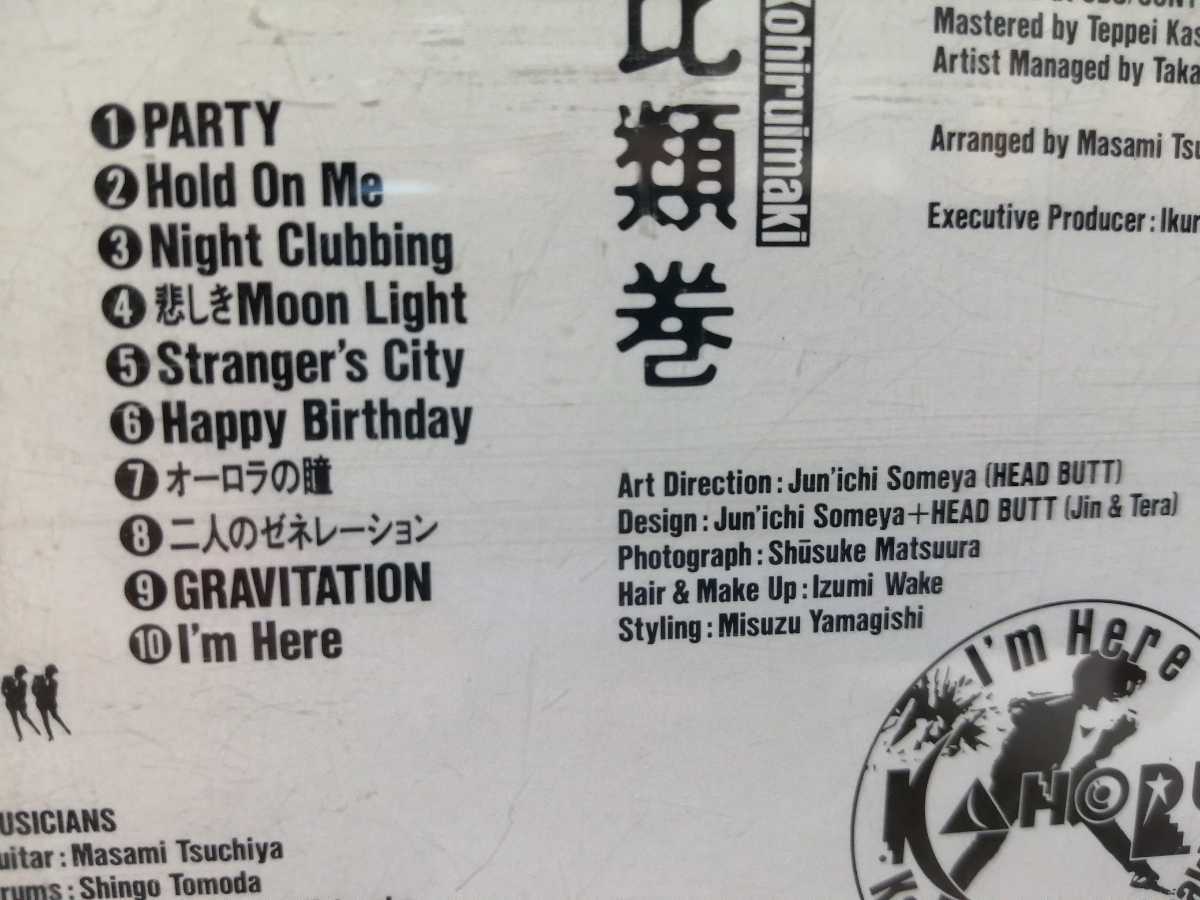 ❶PARTY
❷Hold On Me
❸Night Clubbing
❹悲しきMoon Light
❺Stranger's City
❻Happy Birthday
❼オーロラの瞳
❽二人のゼネレーション
❾GRAVITATION
❿I'm Here
比類巻
Kohiruimaki
Mastered by Teppei Kas
Artist Managed by Taka
Arranged by Masami Tsu
Executive Producer:Ikur
Art Direction:Jun'ichi Someya (HEAD BUTT)
Design:Jun'ichi Someya+HEAD BUTT (Jin & Tera)
Photograph:Shūsuke Matsuura
Hair & Make Up:Izumi Wake
Styling:Misuzu Yamagishi
I'm Here
KAHORU
USICIANS
uitar:Masami Tsuchiya
rums:Shingo Tomoda